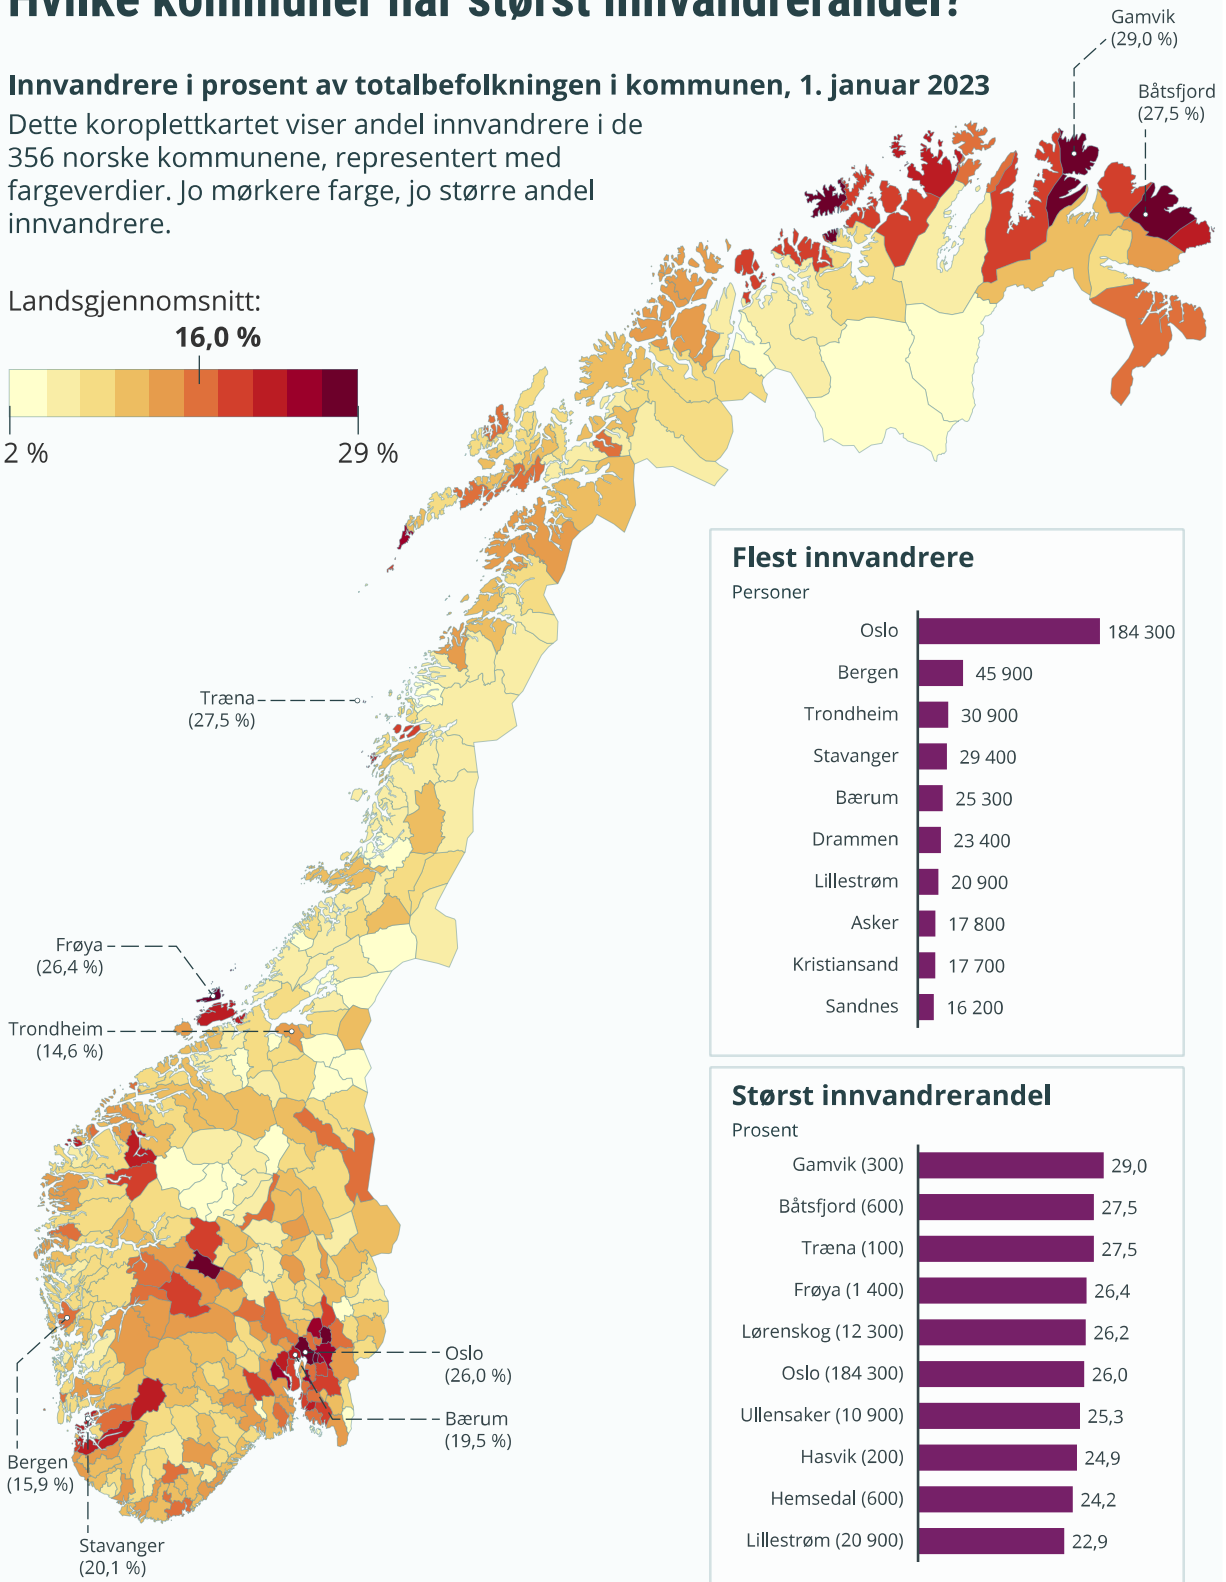 Hvilke kommuner har størst innvandrerandel?
Innvandrere i prosent av totalbefolkningen i kommunen, 1. januar 2023
Dette koroplettkartet viser andel innvandrere i de
356 norske kommunene, representert med
fargeverdier. Jo mørkere farge, jo større andel
innvandrere.
Landsgjennomsnitt:
16,0 %
2 %
29 %
Gamvik
(29,0 %)
Båtsfjord
(27,5 %)
Træna
(27,5 %)
Frøya
(26,4 %)
Trondheim
(14,6 %)
Oslo
(26,0 %)
Bærum
(19,5 %)
Bergen
(15,9 %)
Stavanger
(20,1 %)
Flest innvandrere
Personer
Oslo 184 300
Bergen 45 900
Trondheim 30 900
Stavanger 29 400
Bærum 25 300
Drammen 23 400
Lillestrøm 20 900
Asker 17 800
Kristiansand 17 700
Sandnes 16 200
Størst innvandrerandel
Prosent
Gamvik (300) 29,0
Båtsfjord (600) 27,5
Træna (100) 27,5
Frøya (1 400) 26,4
Lørenskog (12 300) 26,2
Oslo (184 300) 26,0
Ullensaker (10 900) 25,3
Hasvik (200) 24,9
Hemsedal (600) 24,2
Lillestrøm (20 900) 22,9